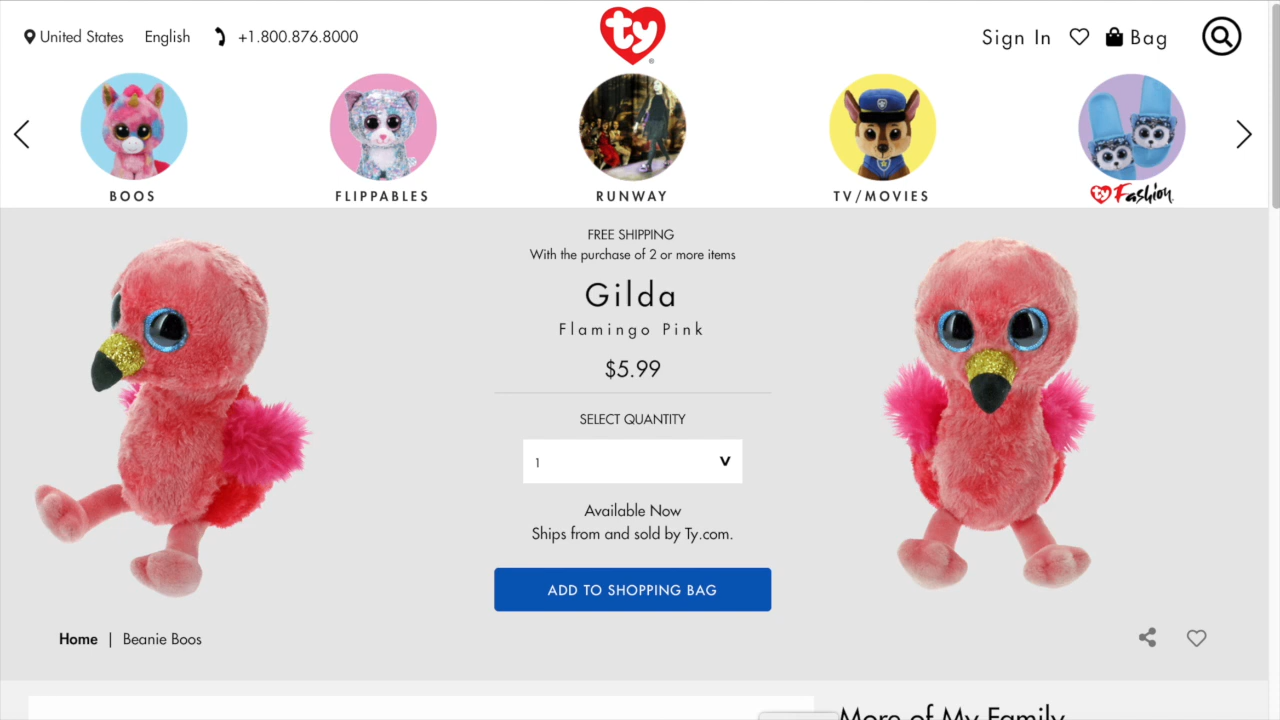 United States English +1.800.876.8000
ty
Sign In Bag
BOOS FLIPPABLES RUNWAY TV/MOVIES ty Fashion
FREE SHIPPING
With the purchase of 2 or more items
Gilda
Flamingo Pink
$5.99
SELECT QUANTITY
1
Available Now
Ships from and sold by Ty.com.
ADD TO SHOPPING BAG
Home | Beanie Boos
More of My Family